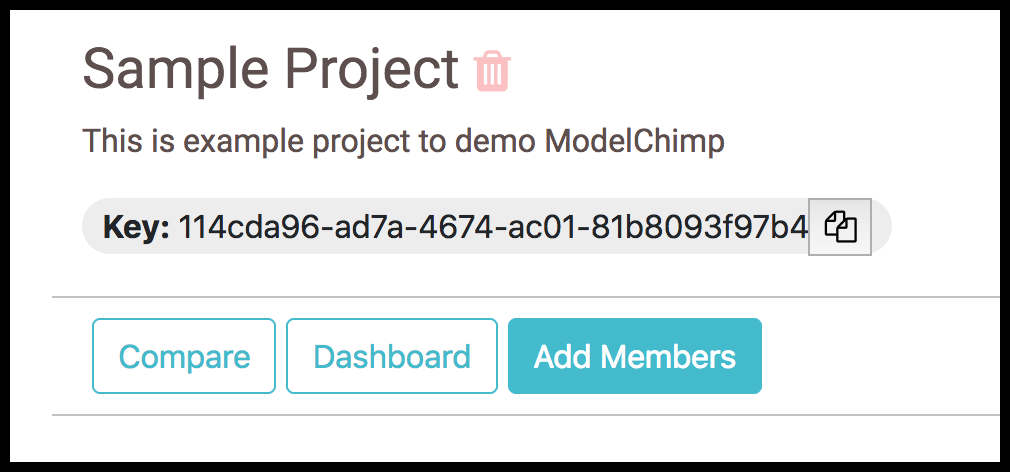 Sample Project
This is example project to demo ModelChimp
Key: 114cda96-ad7a-4674-ac01-81b8093f97b4
Compare Dashboard Add Members